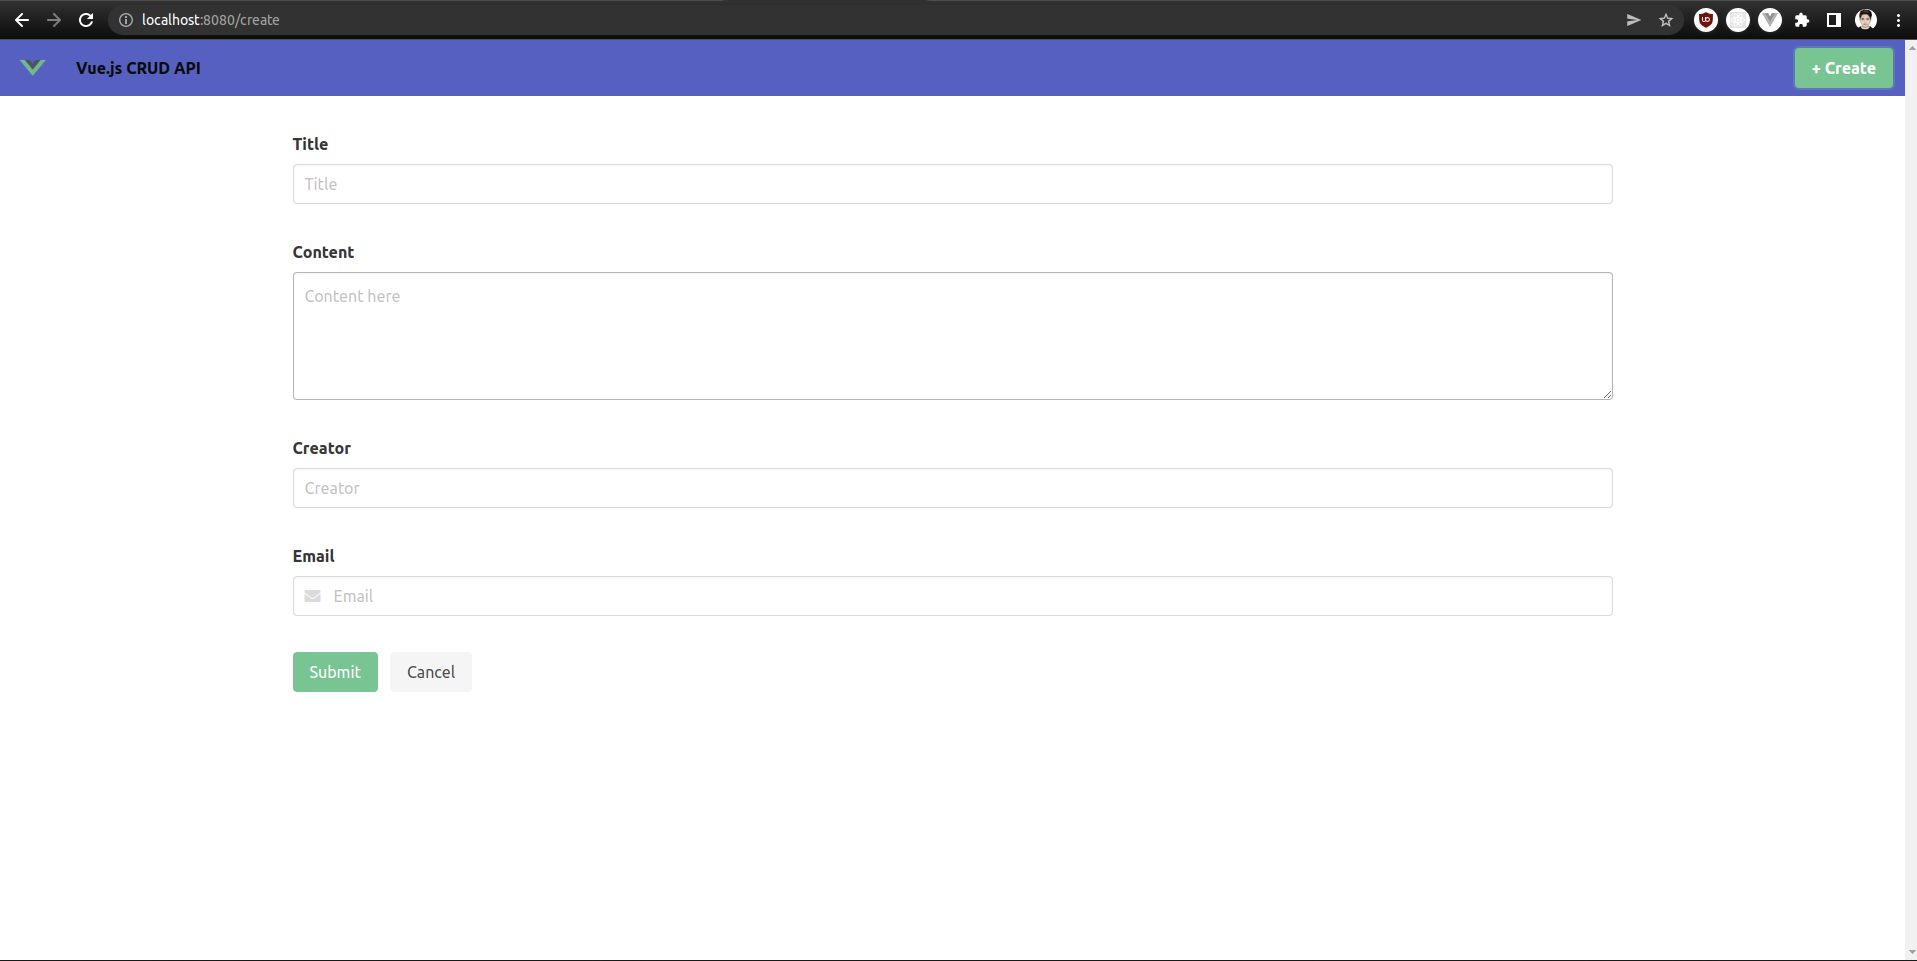 localhost:8080/create
Vue.js CRUD API
+ Create
Title
Title
Content
Content here
Creator
Creator
Email
Email
Submit
Cancel